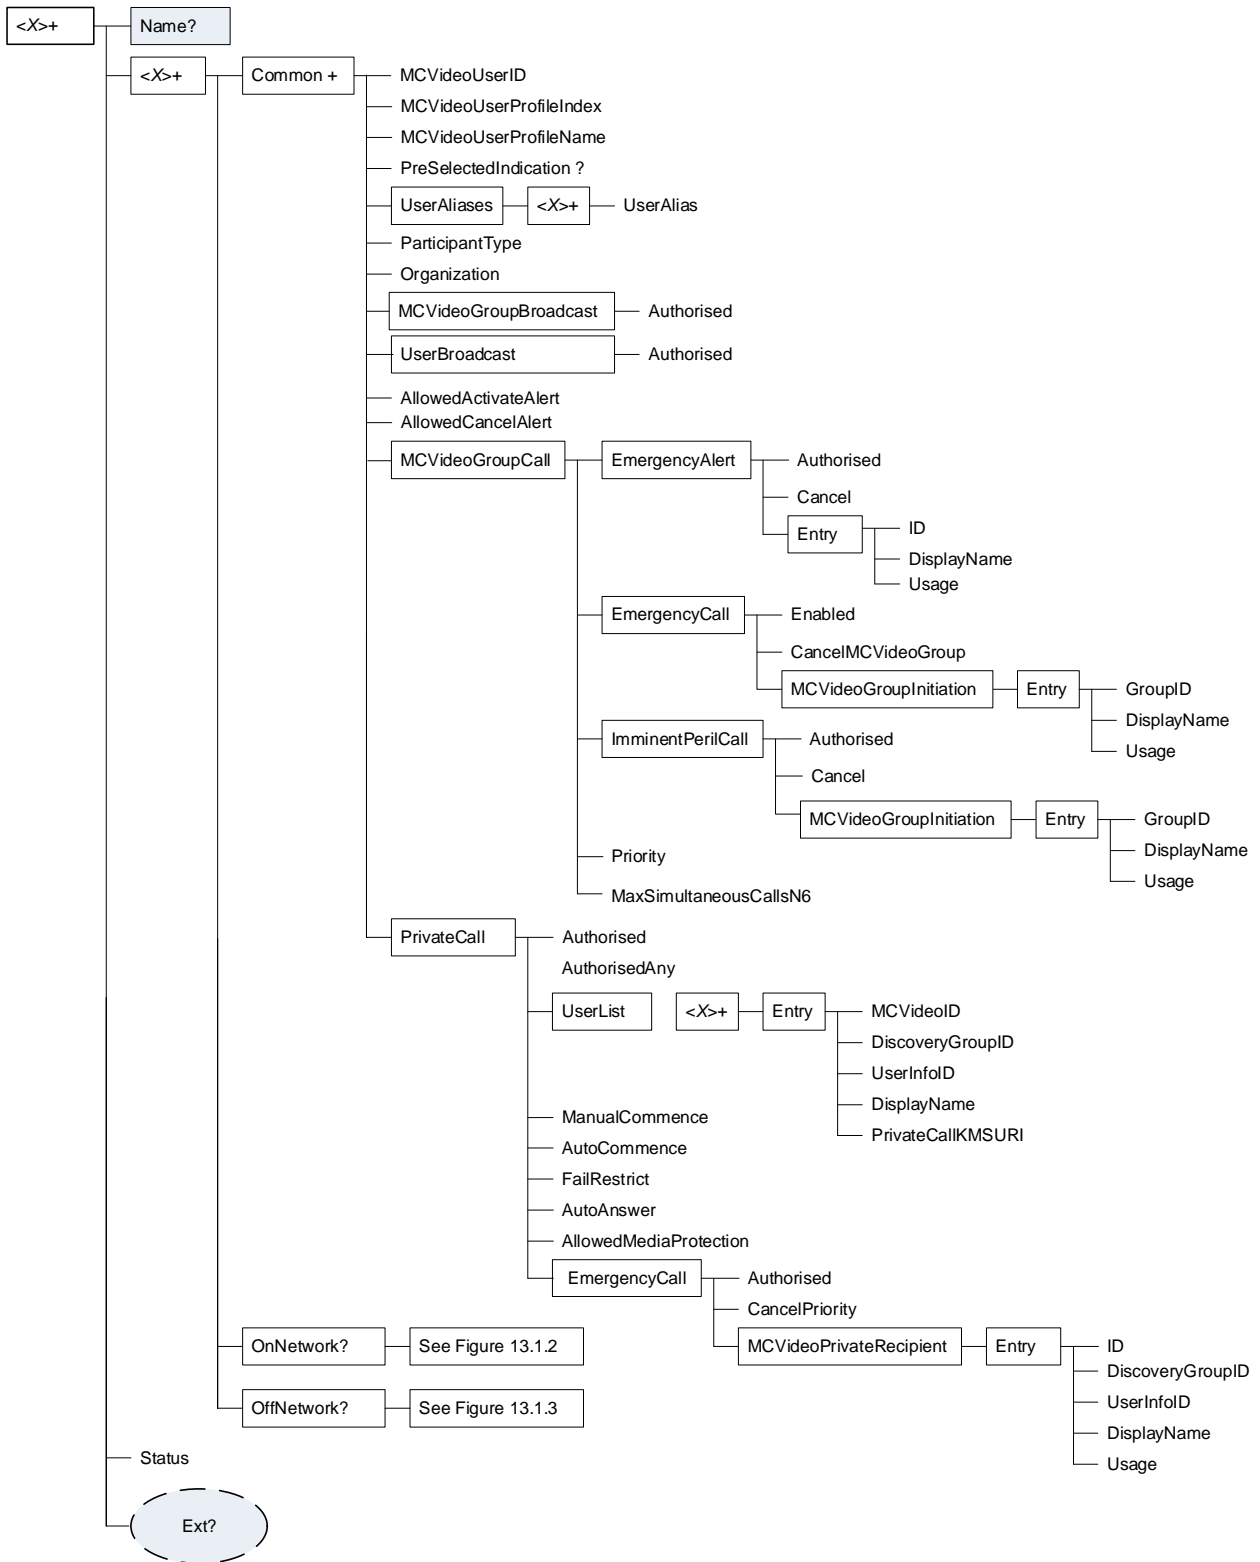 <X>+
Name?
<X>+
Common +
MCVideoUserID
MCVideoUserProfileIndex
MCVideoUserProfileName
PreSelectedIndication ?
UserAliases
<X>+
UserAlias
ParticipantType
Organization
MCVideoGroupBroadcast
Authorised
UserBroadcast
Authorised
AllowedActivateAlert
AllowedCancelAlert
MCVideoGroupCall
EmergencyAlert
Authorised
Cancel
Entry
ID
DisplayName
Usage
EmergencyCall
Enabled
CancelMCVideoGroup
MCVideoGroupInitiation
Entry
GroupID
DisplayName
Usage
ImminentPerilCall
Authorised
Cancel
MCVideoGroupInitiation
Entry
GroupID
DisplayName
Usage
Priority
MaxSimultaneousCallsN6
PrivateCall
Authorised
AuthorisedAny
UserList
<X>+
Entry
MCVideoID
DiscoveryGroupID
UserInfoID
DisplayName
PrivateCallKMSURI
ManualCommence
AutoCommence
FailRestrict
AutoAnswer
AllowedMediaProtection
EmergencyCall
Authorised
CancelPriority
MCVideoPrivateRecipient
Entry
ID
DiscoveryGroupID
UserInfoID
DisplayName
Usage
OnNetwork?
See Figure 13.1.2
OffNetwork?
See Figure 13.1.3
Status
Ext?